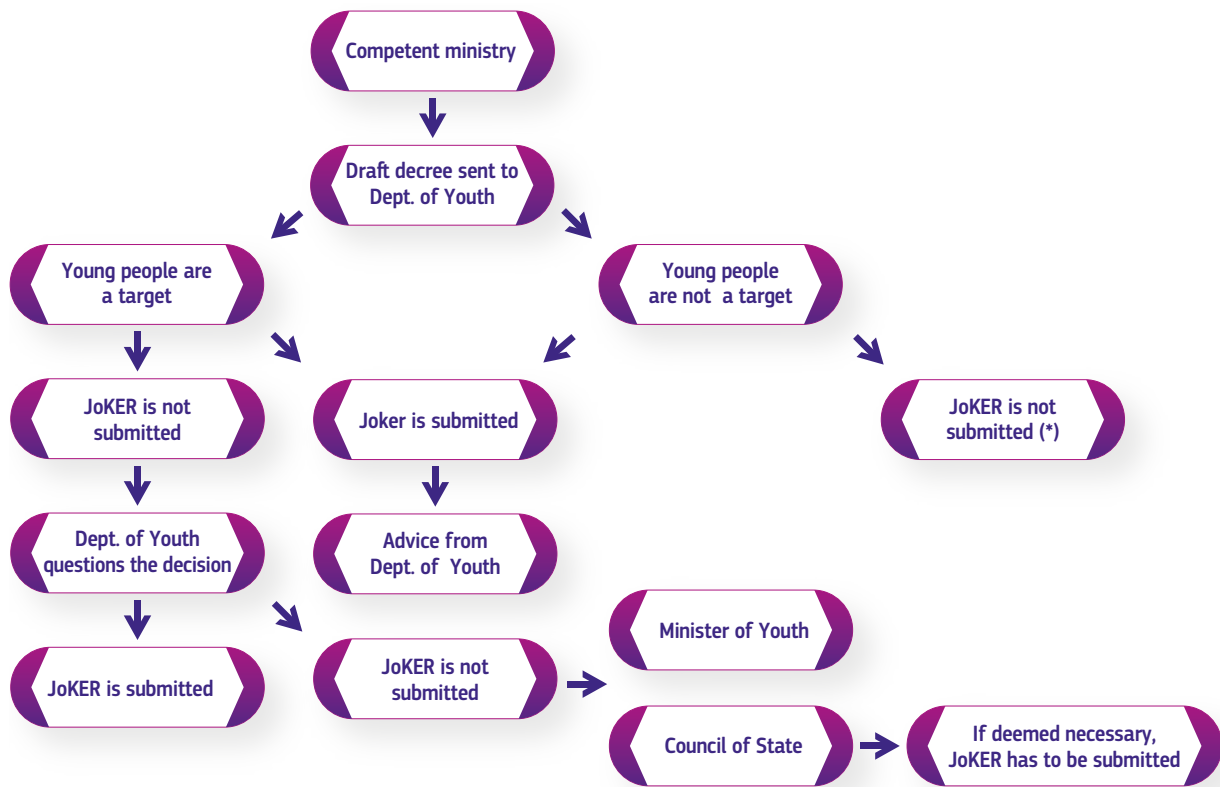 Competent ministry
Draft decree sent to
Dept. of Youth
Young people are
a target
Young people
are not a target
JoKER is not
submitted
Joker is submitted
JoKER is not
submitted (*)
Dept. of Youth
questions the decision
Advice from
Dept. of Youth
Minister of Youth
JoKER is submitted
JoKER is not
submitted
Council of State
If deemed necessary,
JoKER has to be submitted